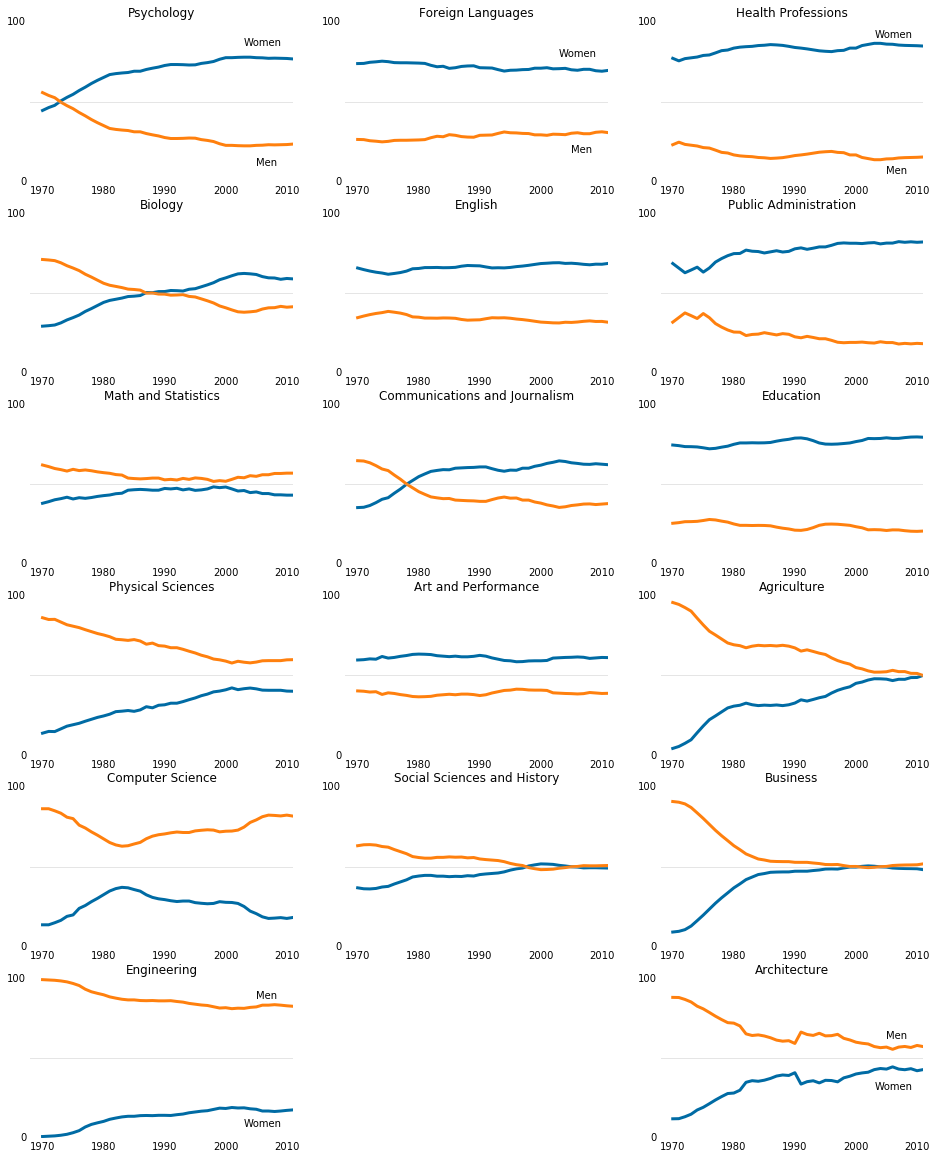 Psychology
100
Women
Men
0
1970 1980 1990 2000 2010
Foreign Languages
100
Women
Men
0
1970 1980 1990 2000 2010
Health Professions
100
Women
Men
0
1970 1980 1990 2000 2010
Biology
100
0
1970 1980 1990 2000 2010
English
100
0
1970 1980 1990 2000 2010
Public Administration
100
0
1970 1980 1990 2000 2010
Math and Statistics
100
0
1970 1980 1990 2000 2010
Communications and Journalism
100
0
1970 1980 1990 2000 2010
Education
100
0
1970 1980 1990 2000 2010
Physical Sciences
100
0
1970 1980 1990 2000 2010
Art and Performance
100
0
1970 1980 1990 2000 2010
Agriculture
100
0
1970 1980 1990 2000 2010
Computer Science
100
0
1970 1980 1990 2000 2010
Social Sciences and History
100
0
1970 1980 1990 2000 2010
Business
100
0
1970 1980 1990 2000 2010
Engineering
100
Men
Women
0
1970 1980 1990 2000 2010
Architecture
100
Men
Women
0
1970 1980 1990 2000 2010